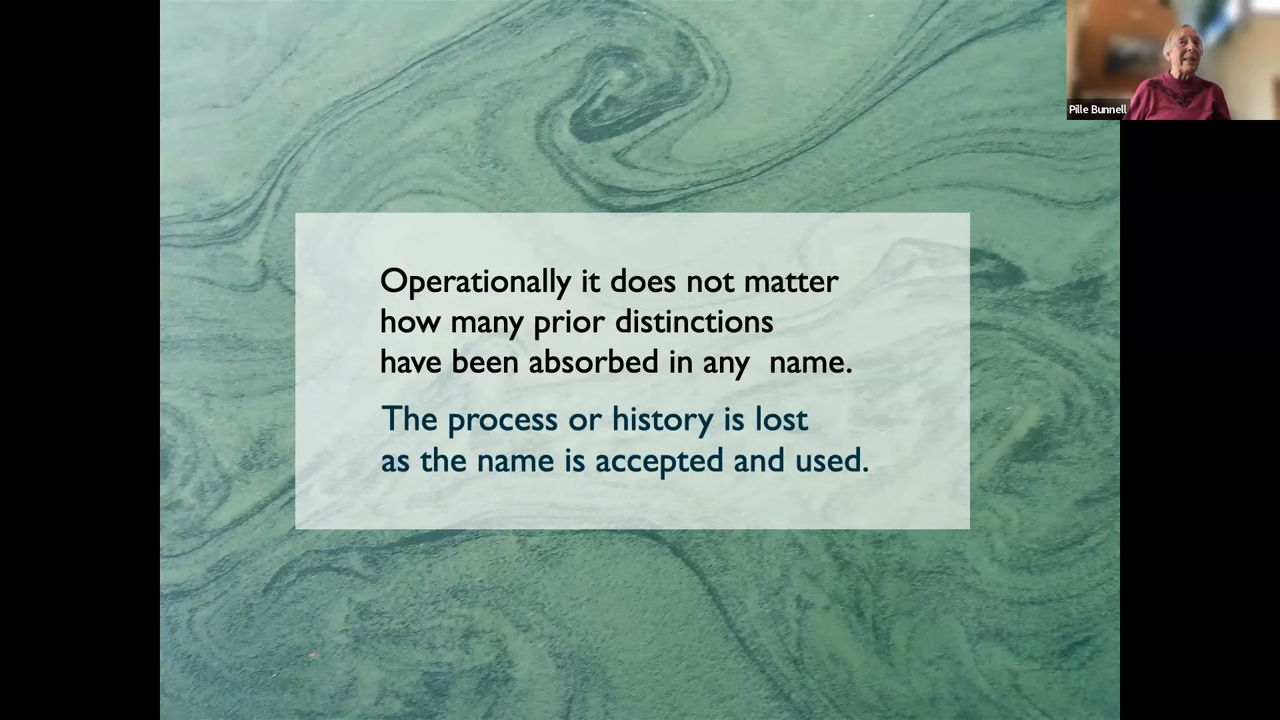 Pille Bunnell
Operationally it does not matter
how many prior distinctions
have been absorbed in any  name.
The process or history is lost
as the name is accepted and used.